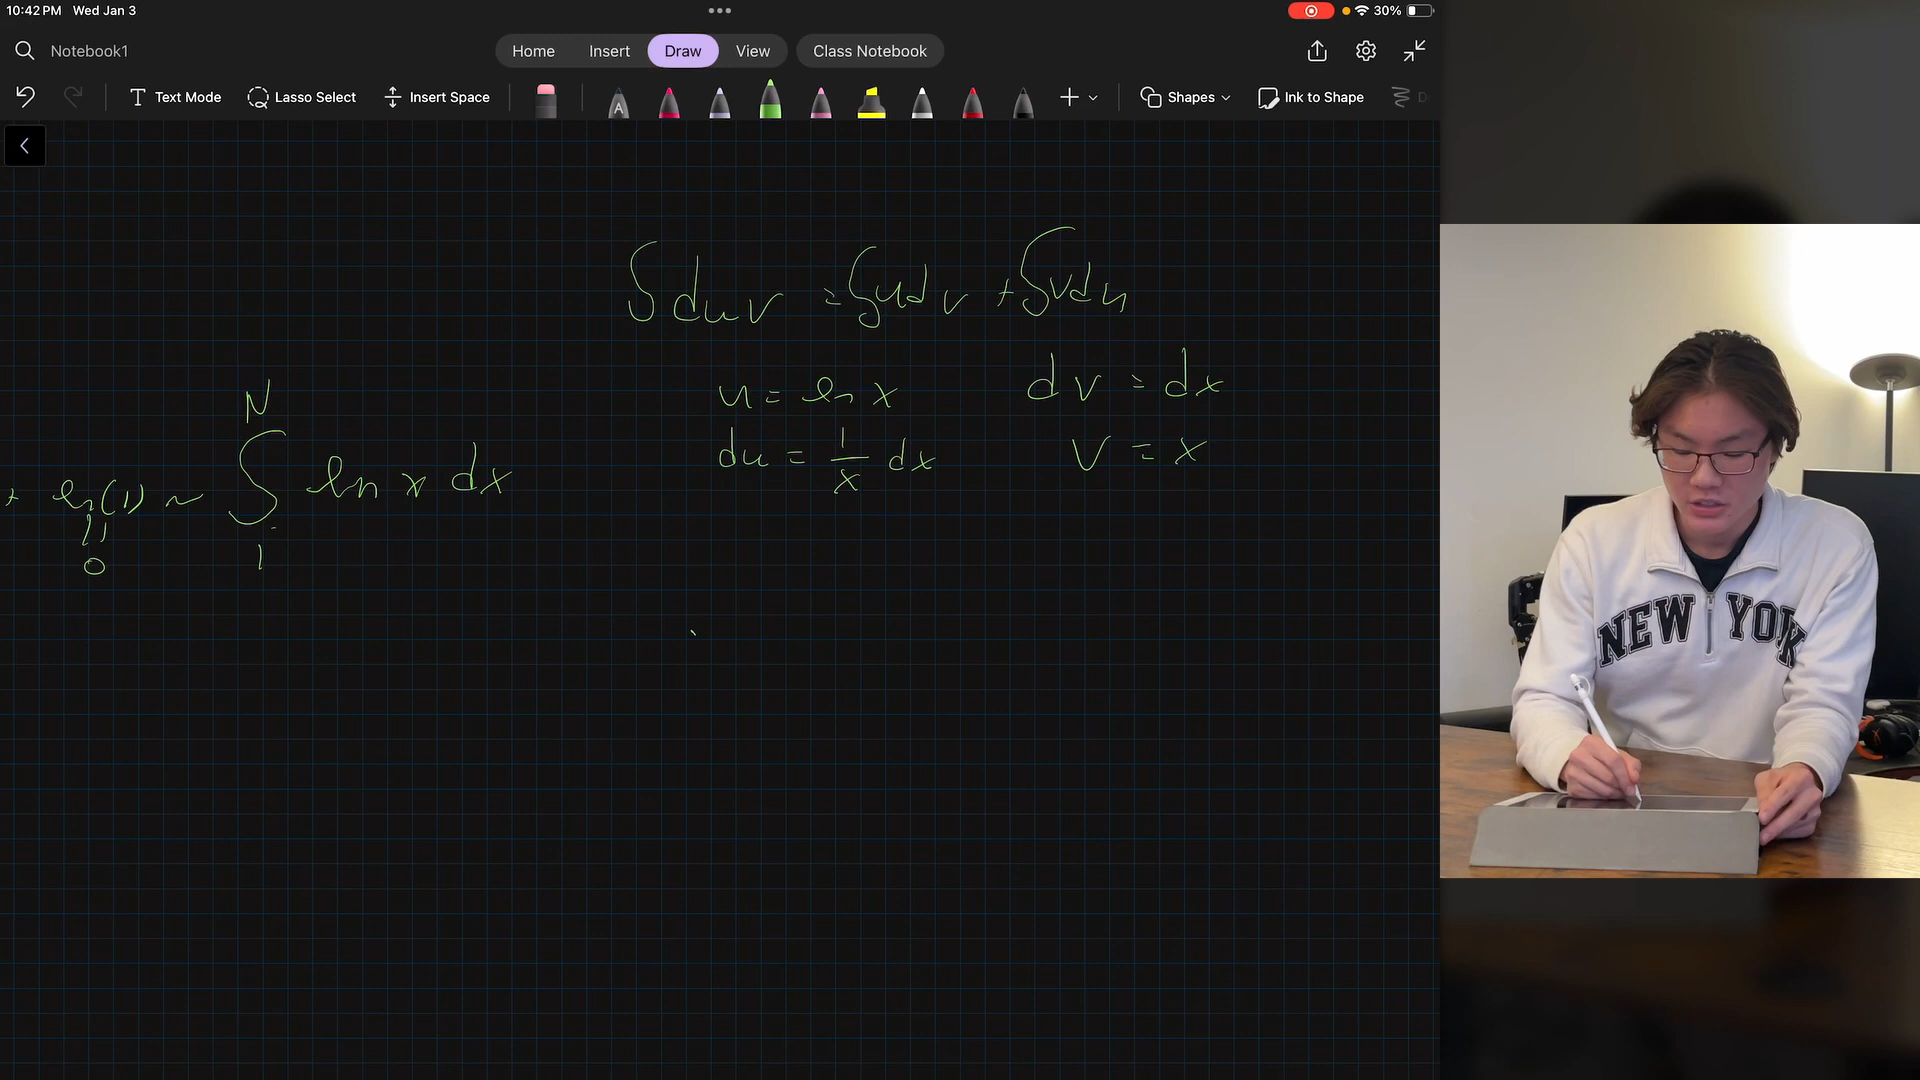 10:42 PM Wed Jan 3
30%
Notebook1
Home Insert Draw View Class Notebook
Text Mode Lasso Select Insert Space
A
Shapes Ink to Shape
D
∫ duv = ∫udv + ∫vdu
u = ln x dv = dx
du = 1/x dx v = x
N
+ ln(1) ~ ∫ ln x dx
0 1
NEW YORK